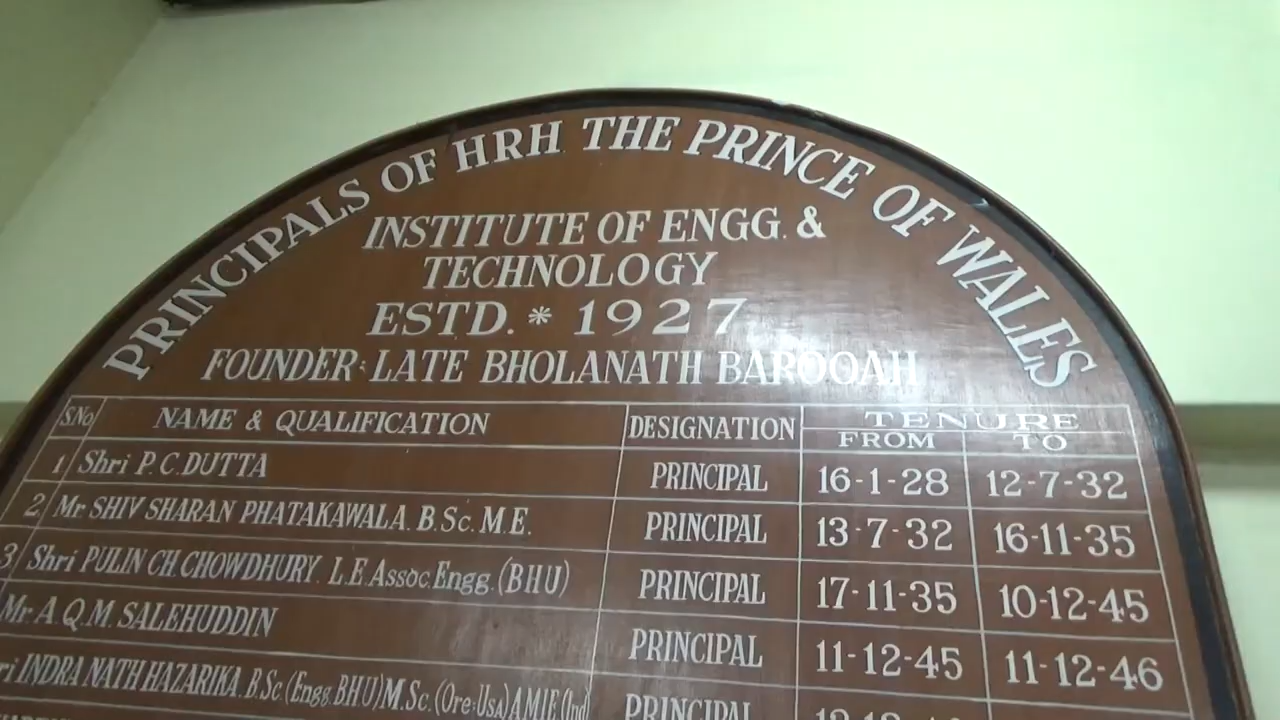 PRINCIPALS OF HRH THE PRINCE OF WALES
INSTITUTE OF ENGG. &
TECHNOLOGY
ESTD. * 1927
FOUNDER: LATE BHOLANATH BAROOAH
S.No NAME & QUALIFICATION DESIGNATION TENURE
FROM TO
1 Shri P.C. DUTTA PRINCIPAL 16-1-28 12-7-32
2 Mr SHIV SHARAN PHATAKAWALA. B.Sc. M.E. PRINCIPAL 13-7-32 16-11-35
3 Shri PULIN CH. CHOWDHURY. L.E. Assoc. Engg. (BHU) PRINCIPAL 17-11-35 10-12-45
Mr. A.Q.M. SALEHUDDIN PRINCIPAL 11-12-45 11-12-46
ri INDRA NATH HAZARIKA. B.Sc. (Engg. BHU) M.Sc. (Ore-Usa) AMIE (Ind PRINCIPAL